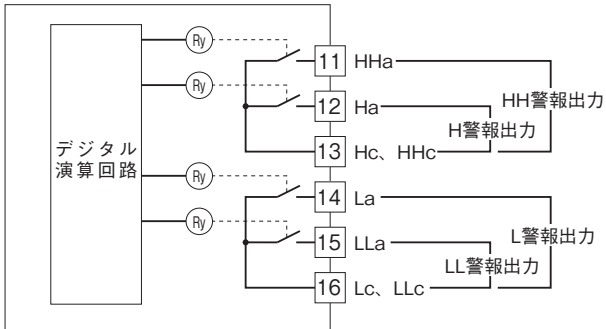 Ry
11 HHa
Ry
12 Ha
HH警報出力
H警報出力
デジタル
演算回路
13 Hc、HHc
Ry
14 La
Ry
15 LLa
L警報出力
LL警報出力
16 Lc、LLc